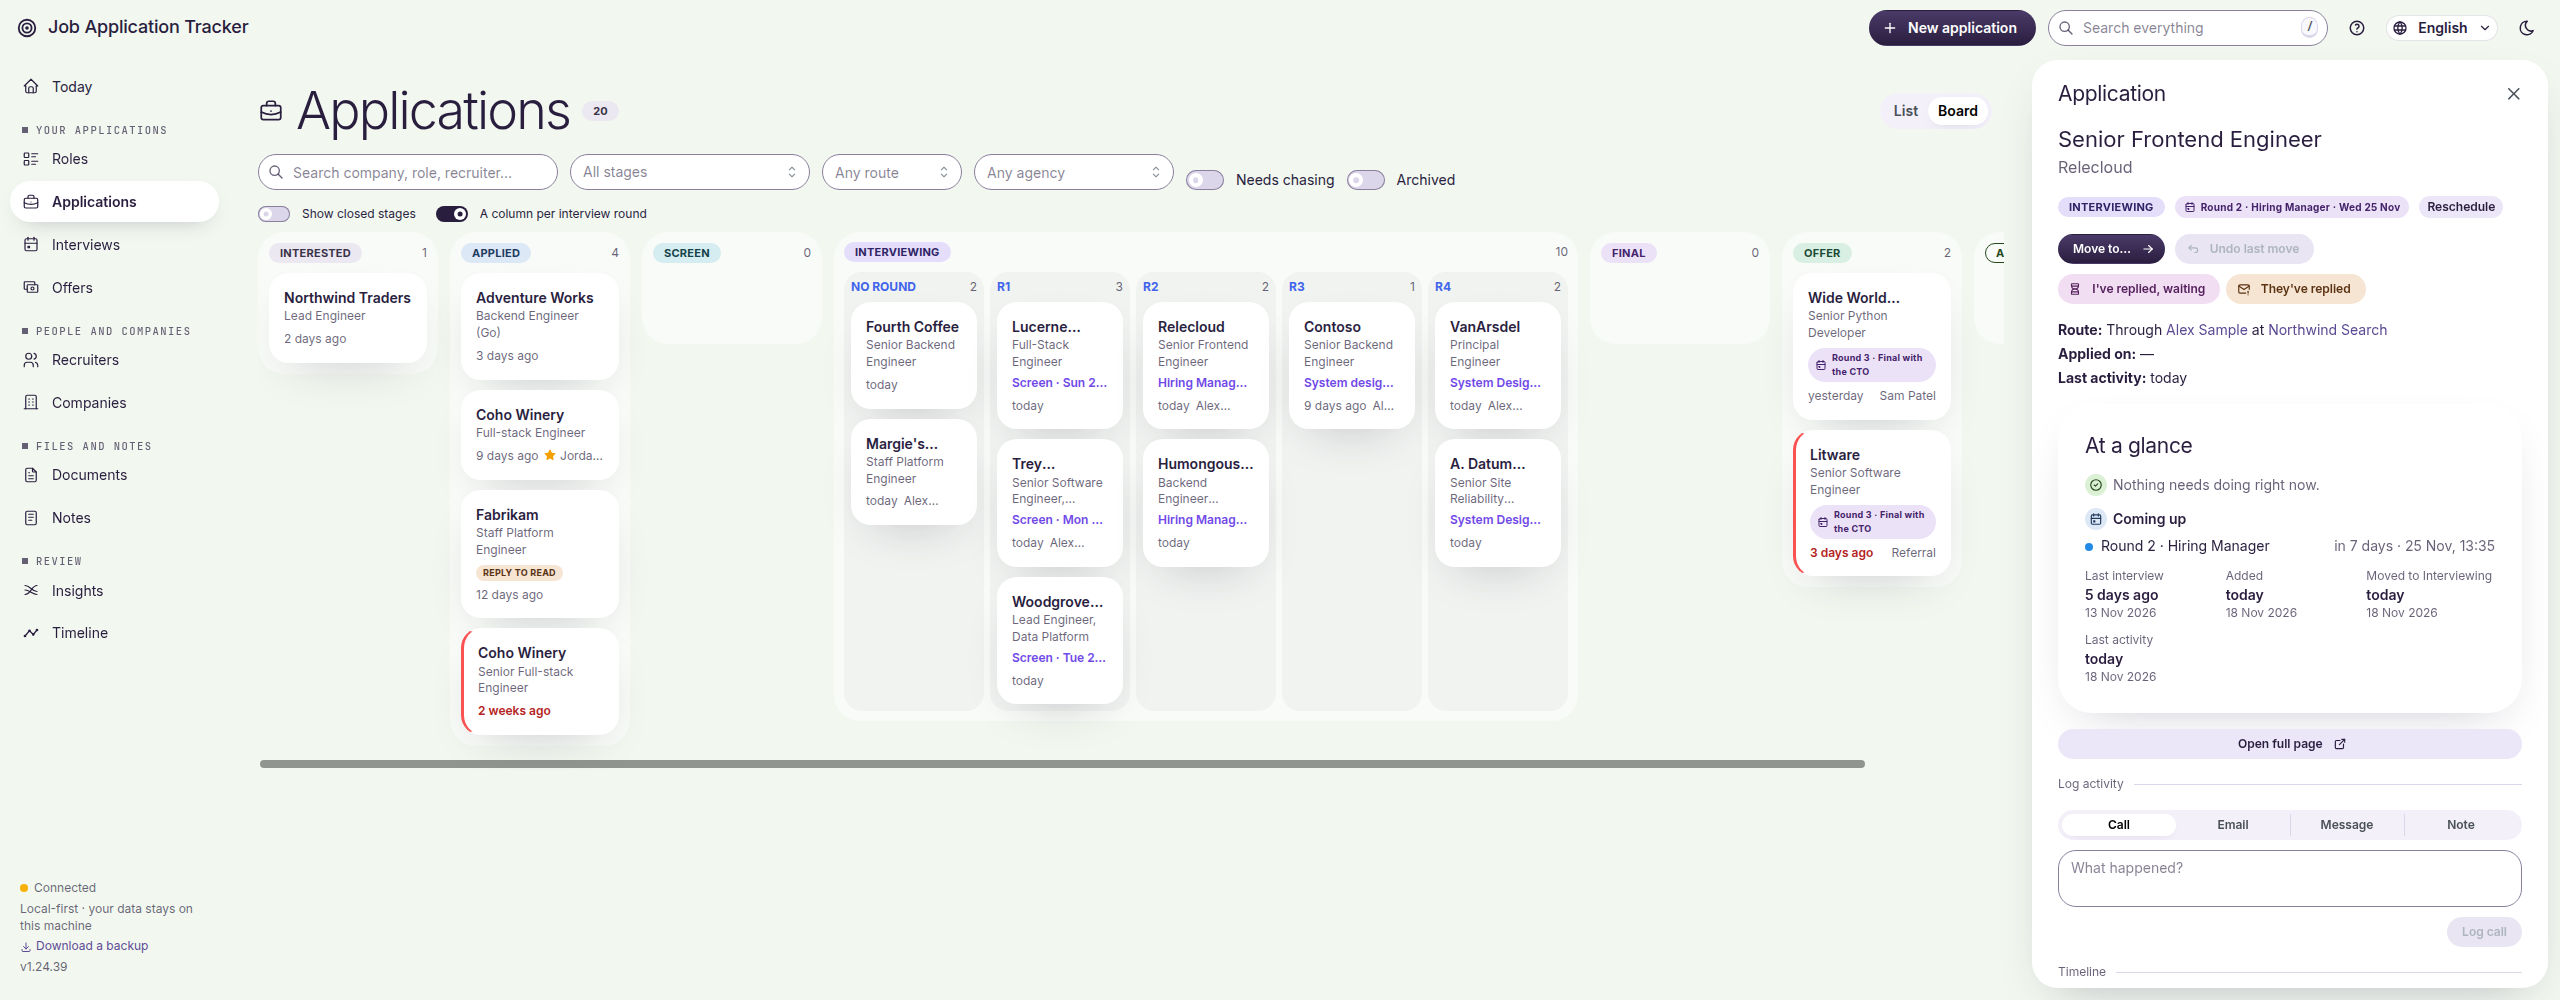 Job Application Tracker
New application
Search everything
/
English
Today
YOUR APPLICATIONS
Roles
Applications
Interviews
Offers
PEOPLE AND COMPANIES
Recruiters
Companies
FILES AND NOTES
Documents
Notes
REVIEW
Insights
Timeline
Connected
Local-first · your data stays on
this machine
Download a backup
v1.24.39
Applications 20
List Board
Search company, role, recruiter...
All stages
Any route
Any agency
Needs chasing
Archived
Show closed stages
A column per interview round
INTERESTED 1
Northwind Traders
Lead Engineer
2 days ago
APPLIED 4
Adventure Works
Backend Engineer
(Go)
3 days ago
Coho Winery
Full-stack Engineer
9 days ago Jorda...
Fabrikam
Staff Platform
Engineer
REPLY TO READ
12 days ago
Coho Winery
Senior Full-stack
Engineer
2 weeks ago
SCREEN 0
INTERVIEWING 10
NO ROUND 2
Fourth Coffee
Senior Backend
Engineer
today
Margie's...
Staff Platform
Engineer
today Alex...
R1 3
Lucerne...
Full-Stack
Engineer
Screen · Sun 2...
today
Trey...
Senior Software
Engineer,...
Screen · Mon ...
today Alex...
Woodgrove...
Lead Engineer,
Data Platform
Screen · Tue 2...
today
R2 2
Relecloud
Senior Frontend
Engineer
Hiring Manag...
today Alex...
Humongous...
Backend
Engineer...
Hiring Manag...
today
R3 1
Contoso
Senior Backend
Engineer
System desig...
9 days ago Al...
R4 2
VanArsdel
Principal
Engineer
System Desig...
today Alex...
A. Datum...
Senior Site
Reliability...
System Desig...
today
FINAL 0
OFFER 2
Wide World...
Senior Python
Developer
Round 3 · Final with
the CTO
yesterday Sam Patel
Litware
Senior Software
Engineer
Round 3 · Final with
the CTO
3 days ago Referral
A
Application
Senior Frontend Engineer
Relecloud
INTERVIEWING
Round 2 · Hiring Manager · Wed 25 Nov
Reschedule
Move to...
Undo last move
I've replied, waiting
They've replied
Route: Through Alex Sample at Northwind Search
Applied on: —
Last activity: today
At a glance
Nothing needs doing right now.
Coming up
Round 2 · Hiring Manager in 7 days · 25 Nov, 13:35
Last interview
5 days ago
13 Nov 2026
Added
today
18 Nov 2026
Moved to Interviewing
today
18 Nov 2026
Last activity
today
18 Nov 2026
Open full page
Log activity
Call Email Message Note
What happened?
Log call
Timeline